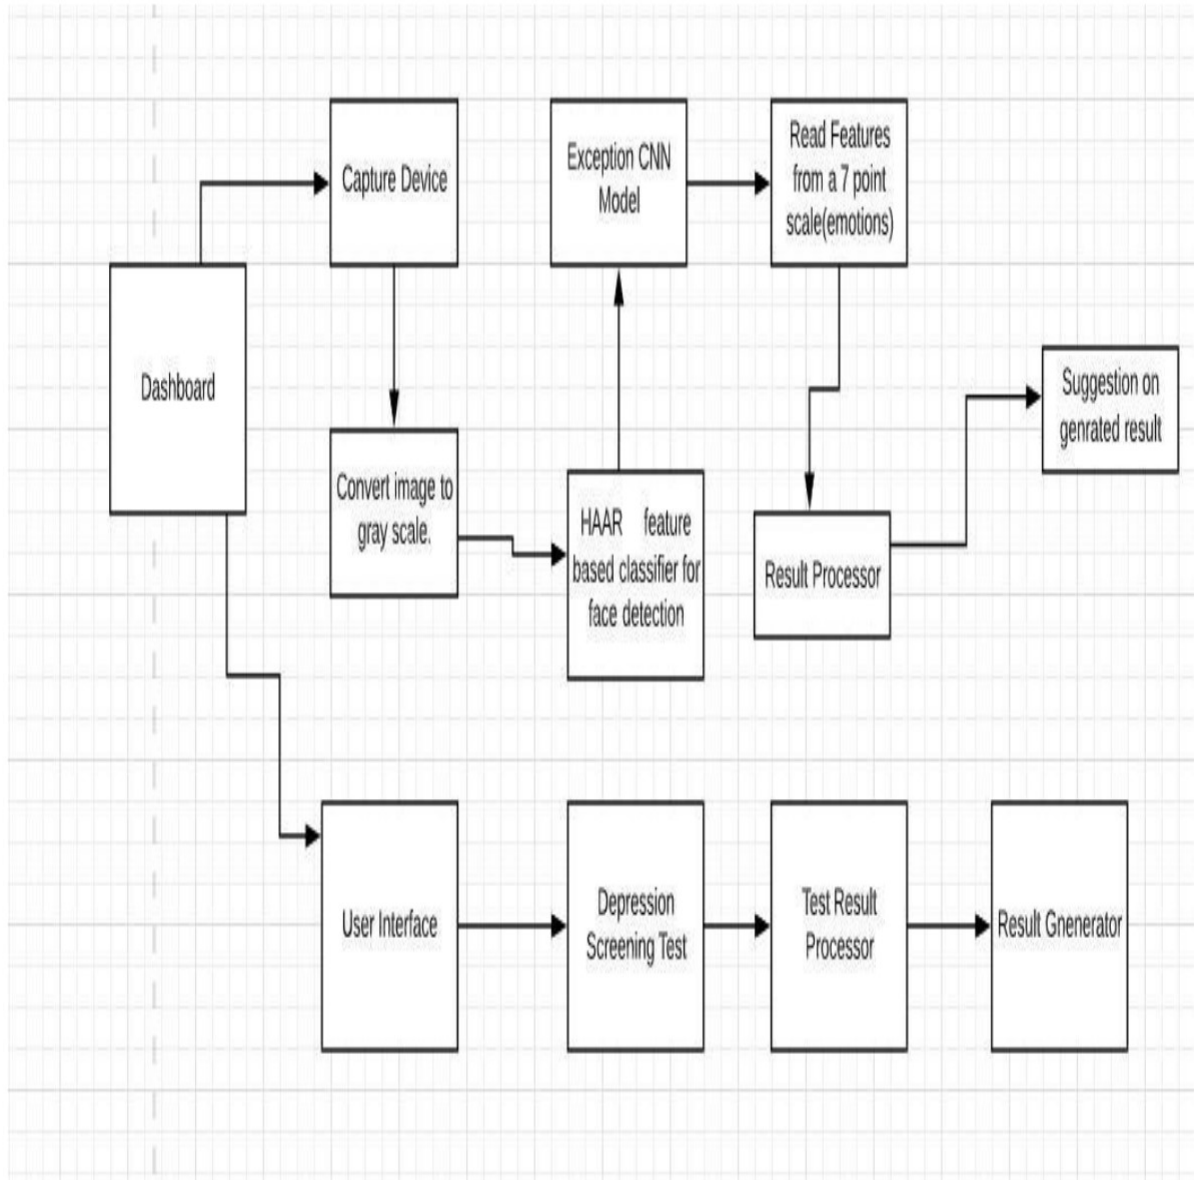 Capture Device
Exception CNN
Model
Read Features
from a 7 point
scale(emotions)
Dashboard
Suggestion on
genrated result
Convert image to
gray scale.
HAAR feature
based classifier for
face detection
Result Processor
User Interface
Depression
Screening Test
Test Result
Processor
Result Gnenerator